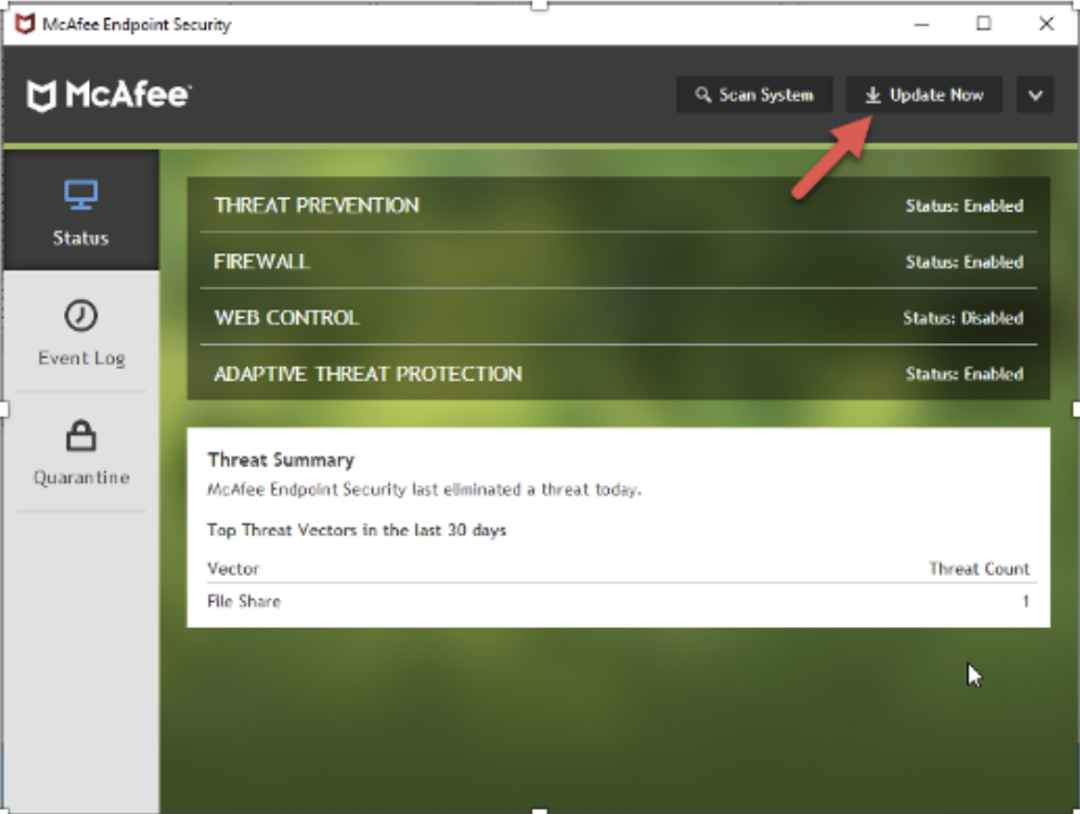 McAfee Endpoint Security
McAfee
Scan System
Update Now
Status
Event Log
Quarantine
THREAT PREVENTION Status: Enabled
FIREWALL Status: Enabled
WEB CONTROL Status: Disabled
ADAPTIVE THREAT PROTECTION Status: Enabled
Threat Summary
McAfee Endpoint Security last eliminated a threat today.
Top Threat Vectors in the last 30 days
Vector Threat Count
File Share 1